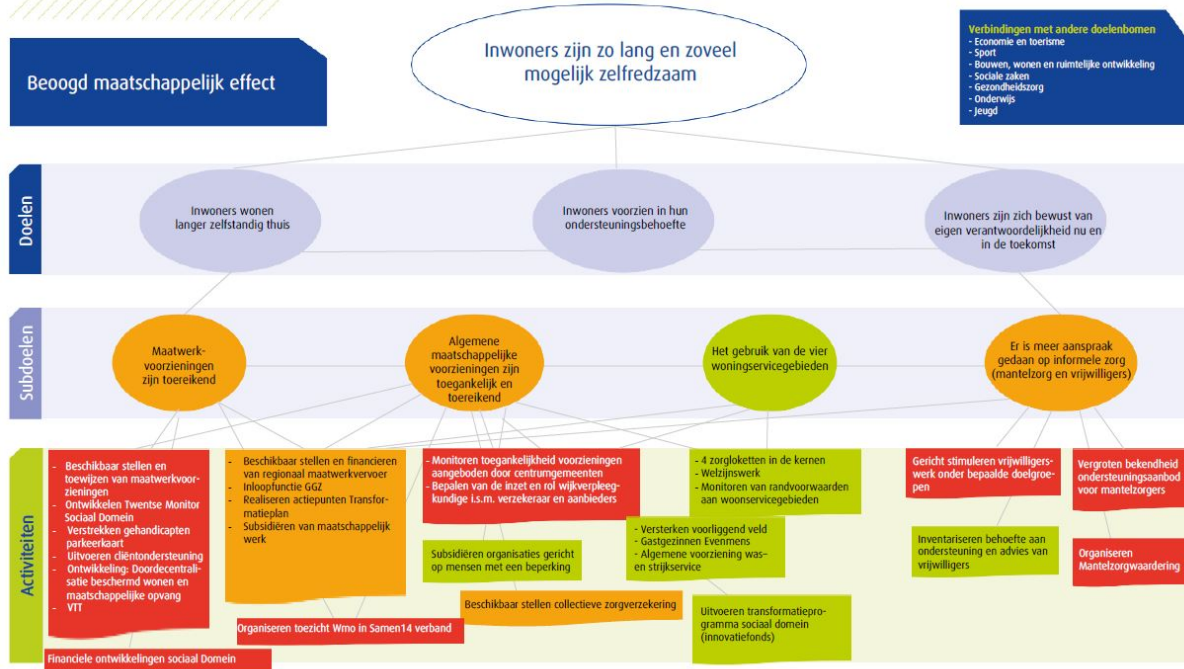 Beoogd maatschappelijk effect
Inwoners zijn zo lang en zoveel
mogelijk zelfredzaam
Verbindingen met andere doelenbomen
- Economie en toerisme
- Sport
- Bouwen, wonen en ruimtelijke ontwikkeling
- Sociale zaken
- Gezondheidszorg
- Onderwijs
- Jeugd
Doelen
Inwoners wonen
langer zelfstandig thuis
Inwoners voorzien in hun
ondersteuningsbehoefte
Inwoners zijn zich bewust van
eigen verantwoordelijkheid nu en
in de toekomst
Subdoelen
Maatwerk-
voorzieningen
zijn toereikend
Algemene
maatschappelijke
voorzieningen zijn
toegankelijk en
toereikend
Het gebruik van de vier
woningservicegebieden
Er is meer aanspraak
gedaan op informele zorg
(mantelzorg en vrijwilligers)
Activiteiten
- Beschikbaar stellen en
toewijzen van maatwerkvoor-
zieningen
- Ontwikkelen Twentse Monitor
Sociaal Domein
- Verstrekken gehandicapten
parkeerkaart
- Uitvoeren cliëntondersteuning
- Ontwikkeling: Doordecentrali-
satie beschermd wonen en
maatschappelijke opvang
- VTT
Financiele ontwikkelingen sociaal Domein
- Beschikbaar stellen en financieren
van regionaal maatwerkvervoer
- Inloopfunctie GGZ
- Realiseren actiepunten Transfor-
matieplan
- Subsidiëren van maatschappelijk
werk
Organiseren toezicht Wmo in Samen14 verband
- Monitoren toegankelijkheid voorzieningen
aangeboden door centrumgemeenten
- Bepalen van de inzet en rol wijkverpleeg-
kundige i.s.m. verzekeraar en aanbieders
Subsidiëren organisaties gericht
op mensen met een beperking
Beschikbaar stellen collectieve zorgverzekering
- 4 zorgloketten in de kernen
- Welzijnswerk
- Monitoren van randvoorwaarden
aan woonservicegebieden
- Versterken voorliggend veld
- Gastgezinnen Evenmens
- Algemene voorziening was–
en strijkservice
Uitvoeren transformatiepro-
gramma sociaal domein
(innovatiefonds)
Gericht stimuleren vrijwilligers-
werk onder bepaalde doelgroe-
pen
Inventariseren behoefte aan
ondersteuning en advies van
vrijwilligers
Vergroten bekendheid
ondersteuningsaanbod
voor mantelzorgers
Organiseren
Mantelzorgwaardering